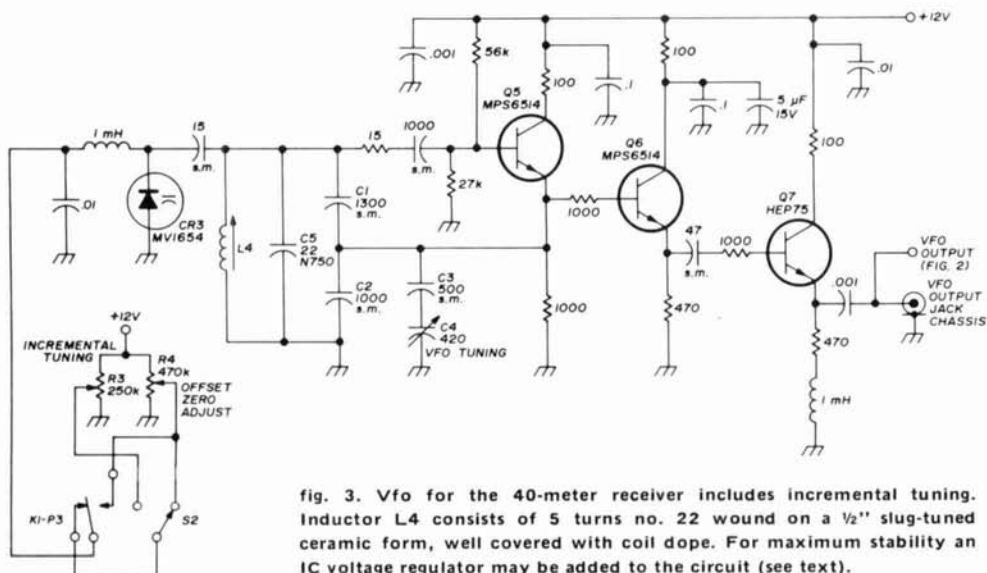 +12V
.001
56k
100
.1
Q5
MPS6514
100
.1
5 µF
15V
.01
100
Q6
MPS6514
Q7
HEP75
1 mH
15
s.m.
15
1000
s.m.
27k
.01
CR3
MV1654
L4
C5
22
N750
C1
1300
s.m.
C2
1000
s.m.
C3
500
s.m.
C4
420
VFO TUNING
1000
1000
470
47
s.m.
1000
.001
VFO
OUTPUT
(FIG. 2)
VFO
OUTPUT
JACK
CHASSIS
470
1 mH
+12V
INCREMENTAL
TUNING
R3
250k
R4
470k
OFFSET
ZERO
ADJUST
K1-P3
S2
fig. 3. Vfo for the 40-meter receiver includes incremental tuning.
Inductor L4 consists of 5 turns no. 22 wound on a ½" slug-tuned
ceramic form, well covered with coil dope. For maximum stability an
IC voltage regulator may be added to the circuit (see text).